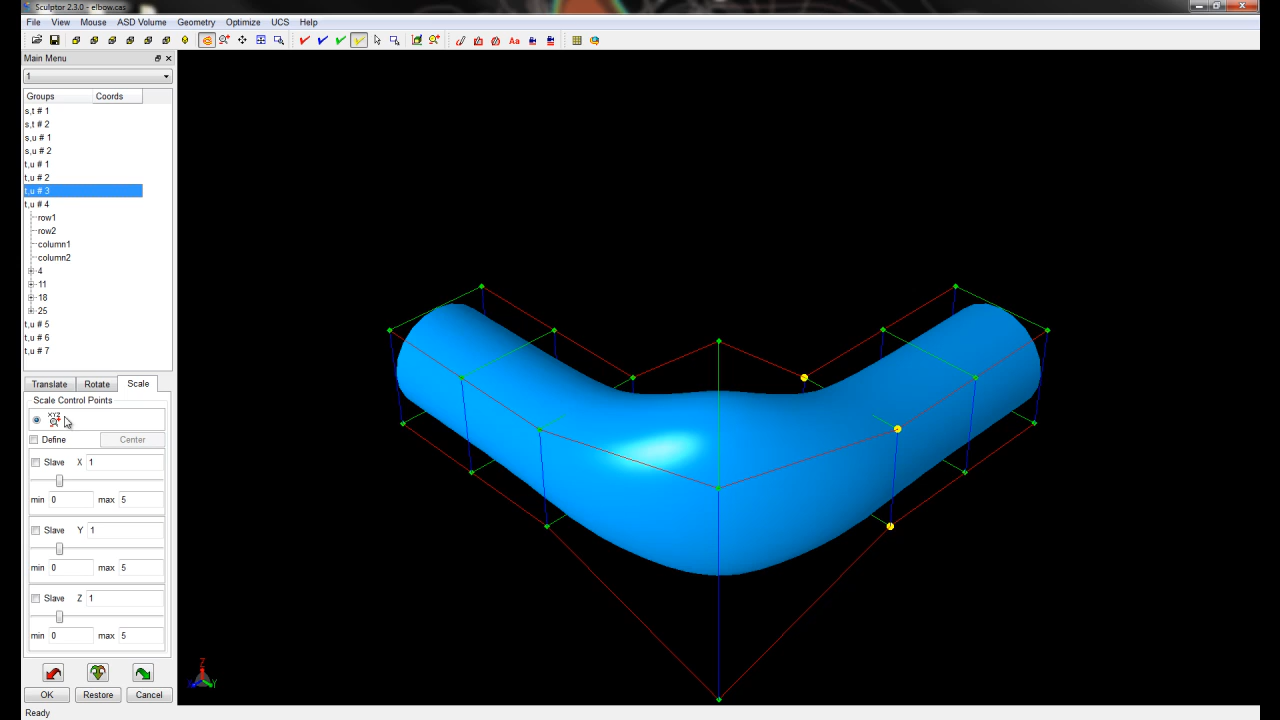 Sculptor 2.3.0 - elbow.cas
File View Mouse ASD Volume Geometry Optimize UCS Help
Aa
Main Menu
1
Groups Coords
s,t # 1
s,t # 2
s,u # 1
s,u # 2
t,u # 1
t,u # 2
t,u # 3
t,u # 4
row1
row2
column1
column2
4
11
18
25
t,u # 5
t,u # 6
t,u # 7
Translate Rotate Scale
Scale Control Points
XYZ
Define Center
Slave X 1
min 0 max 5
Slave Y 1
min 0 max 5
Slave Z 1
min 0 max 5
OK Restore Cancel
Z
X Y
Ready